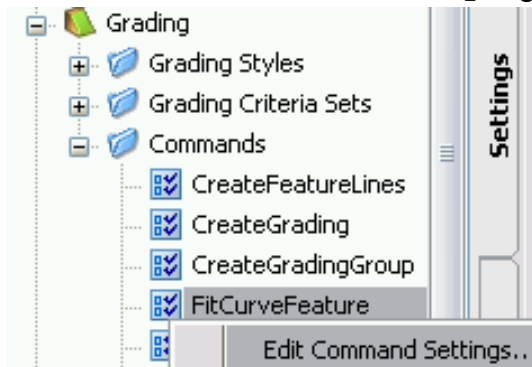 Grading
Grading Styles
Grading Criteria Sets
Commands
CreateFeatureLines
CreateGrading
CreateGradingGroup
FitCurveFeature
Edit Command Settings..
Settings